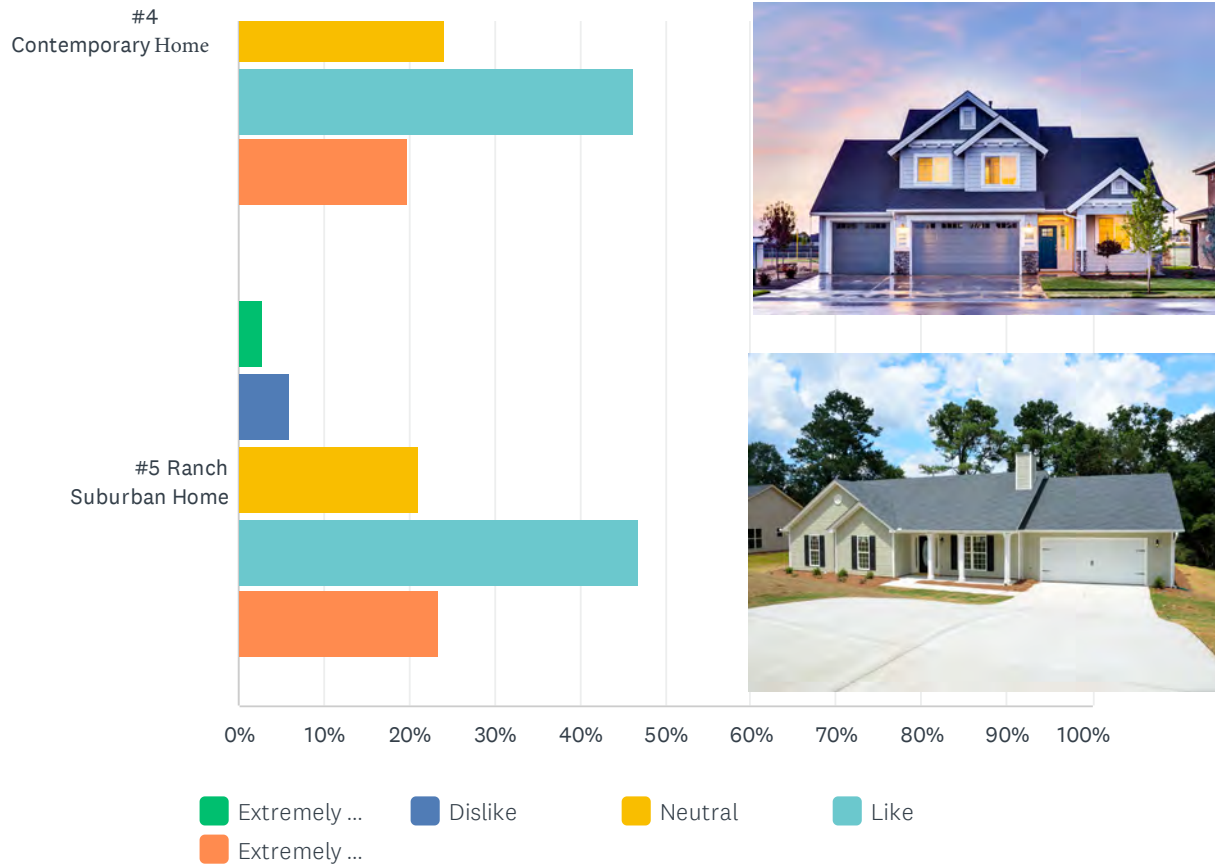 #4
Contemporary Home
#5 Ranch
Suburban Home
0% 10% 20% 30% 40% 50% 60% 70% 80% 90% 100%
Extremely ... Dislike Neutral Like
Extremely ...